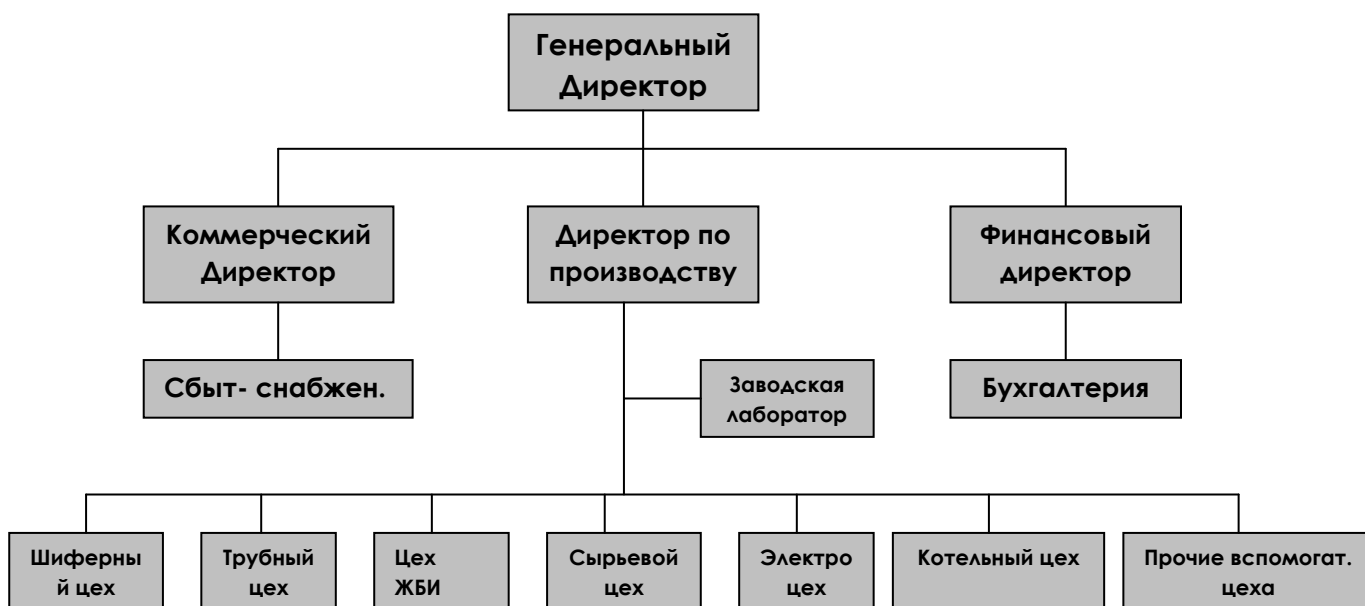 Генеральный
Директор
Коммерческий
Директор
Директор по
производству
Финансовый
директор
Сбыт- снабжен.
Заводская
лаборатор
Бухгалтерия
Шиферны
й цех
Трубный
цех
Цех
ЖБИ
Сырьевой
цех
Электро
цех
Котельный цех
Прочие вспомогат.
цеха